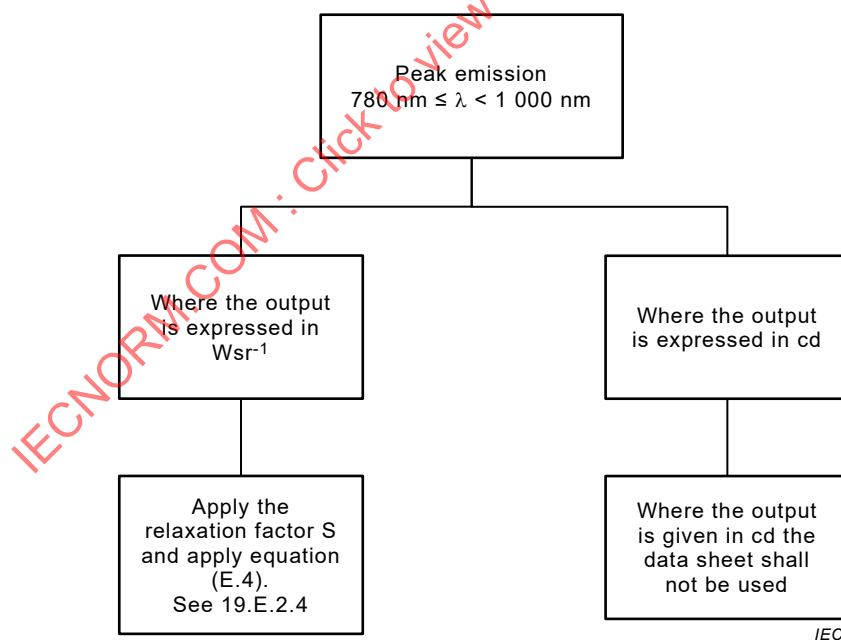 Peak emission
780 nm ≤ λ < 1 000 nm
Where the output
is expressed in
Wsr-1
Where the output
is expressed in cd
Apply the
relaxation factor S
and apply equation
(E.4).
See 19.E.2.4
Where the output
is given in cd the
data sheet shall
not be used
IEC
IECNORM.COM : Click to view